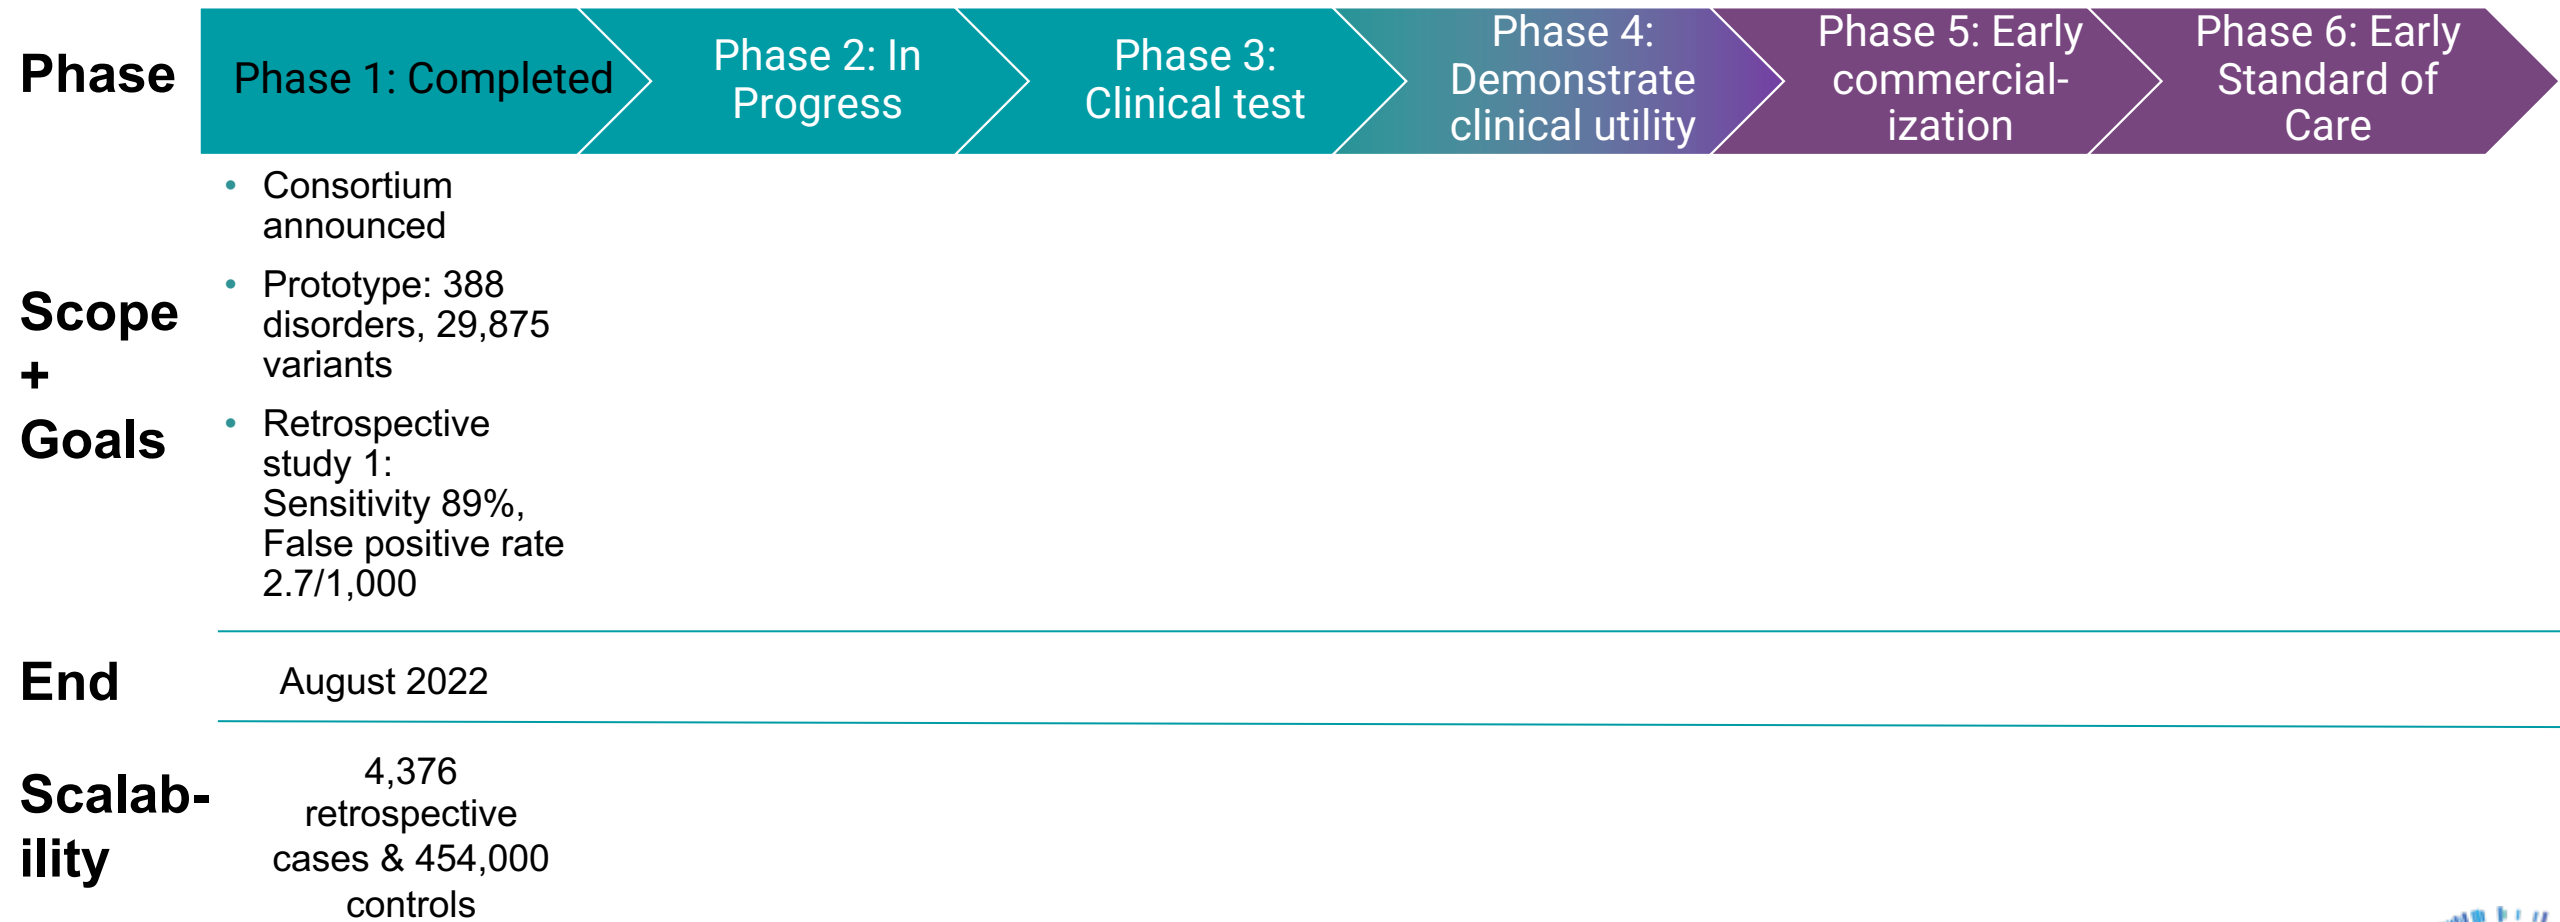 Phase
Phase 1: Completed
Phase 2: In
Progress
Phase 3:
Clinical test
Phase 4:
Demonstrate
clinical utility
Phase 5: Early
commercial-
ization
Phase 6: Early
Standard of
Care
Scope
+
Goals
• Consortium
announced
• Prototype: 388
disorders, 29,875
variants
• Retrospective
study 1:
Sensitivity 89%,
False positive rate
2.7/1,000
End
August 2022
Scalab-
ility
4,376
retrospective
cases & 454,000
controls